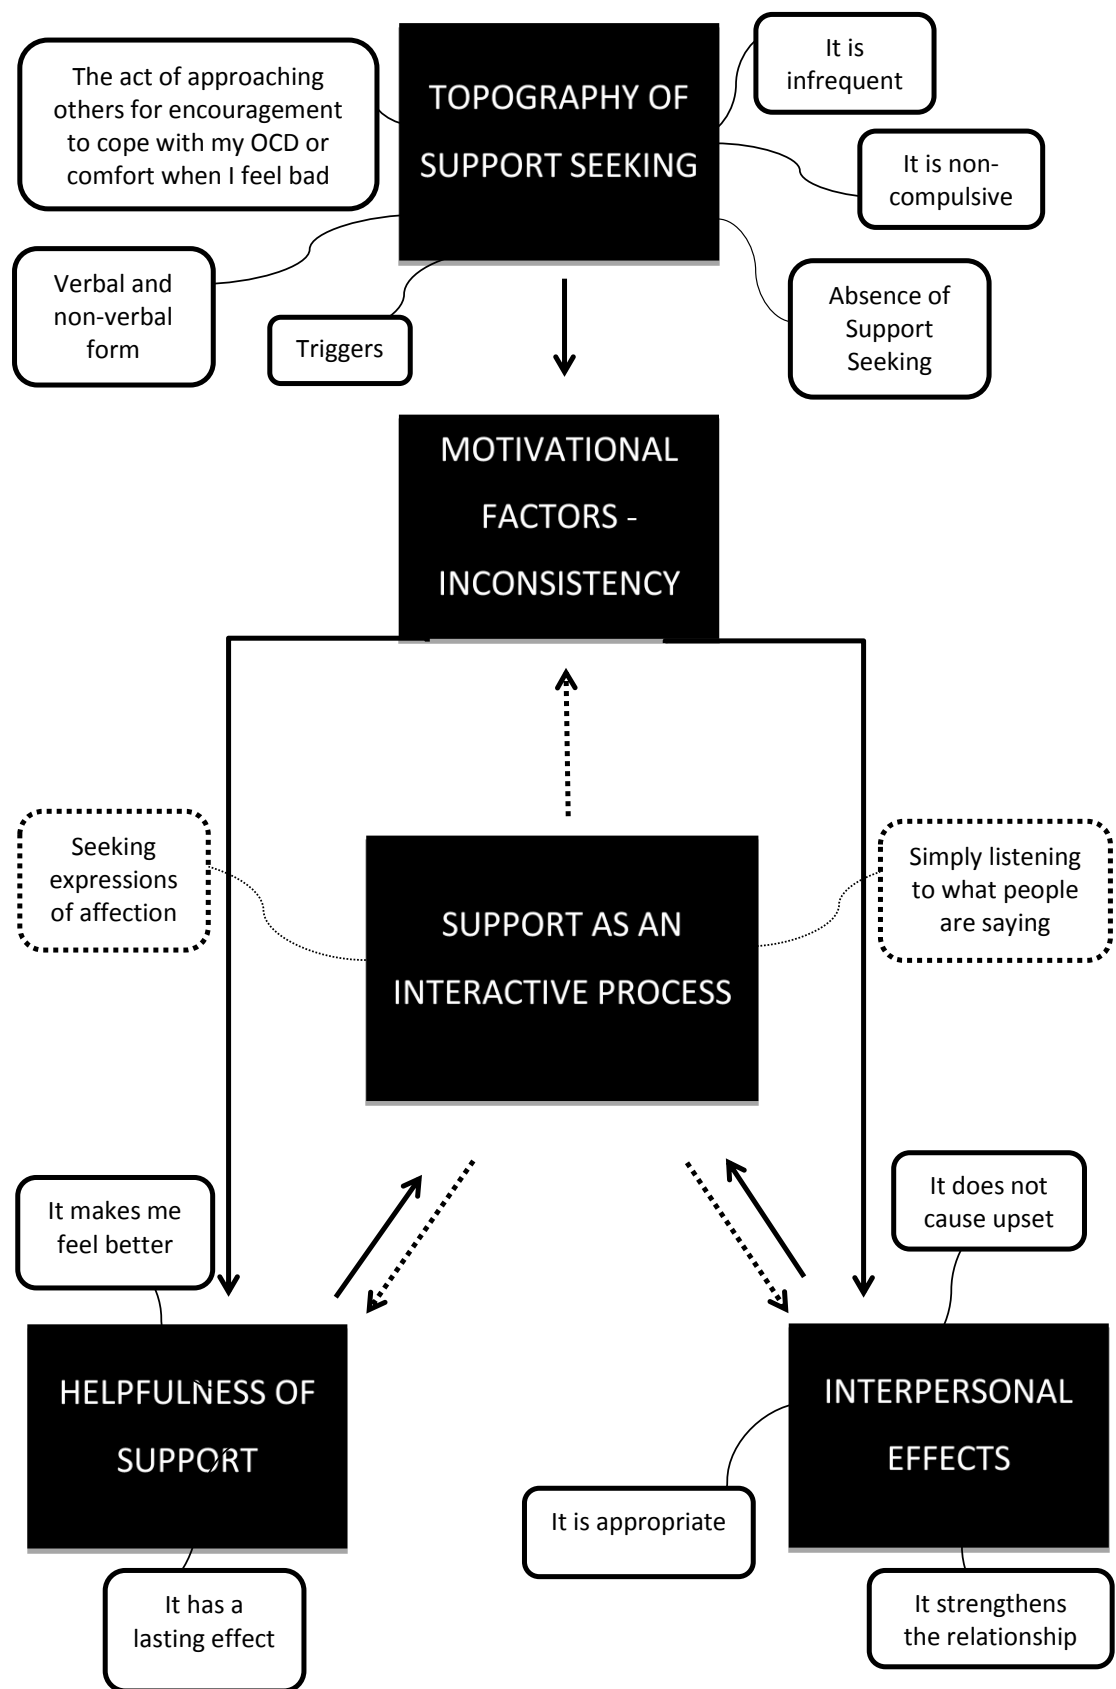 The act of approaching
others for encouragement
to cope with my OCD or
comfort when I feel bad
TOPOGRAPHY OF
SUPPORT SEEKING
It is
infrequent
It is non-
compulsive
Verbal and
non-verbal
form
Triggers
Absence of
Support
Seeking
MOTIVATIONAL
FACTORS -
INCONSISTENCY
Seeking
expressions
of affection
SUPPORT AS AN
INTERACTIVE PROCESS
Simply listening
to what people
are saying
It makes me
feel better
It does not
cause upset
HELPFULNESS OF
SUPPORT
INTERPERSONAL
EFFECTS
It is appropriate
It has a
lasting effect
It strengthens
the relationship